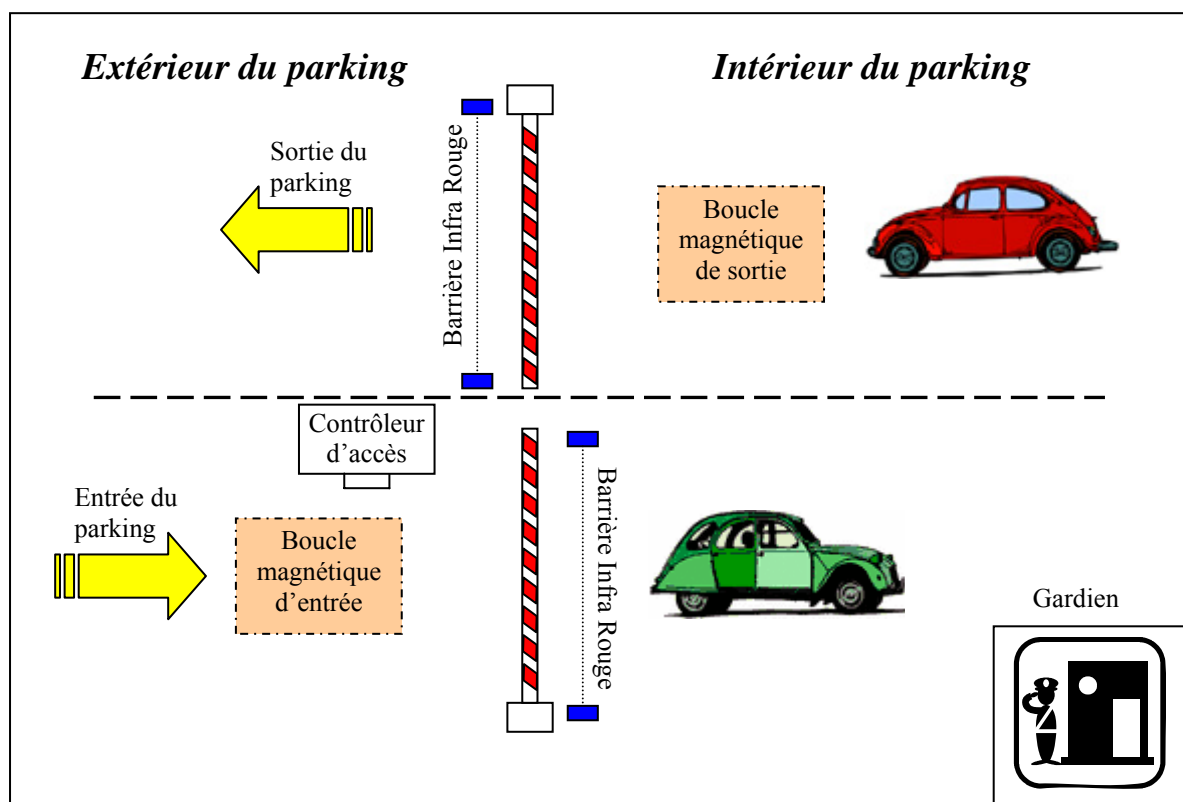 Extérieur du parking
Intérieur du parking
Sortie du
parking
Barrière Infra Rouge
Boucle
magnétique
de sortie
Contrôleur
d'accès
Entrée du
parking
Boucle
magnétique
d'entrée
Barrière Infra Rouge
Gardien